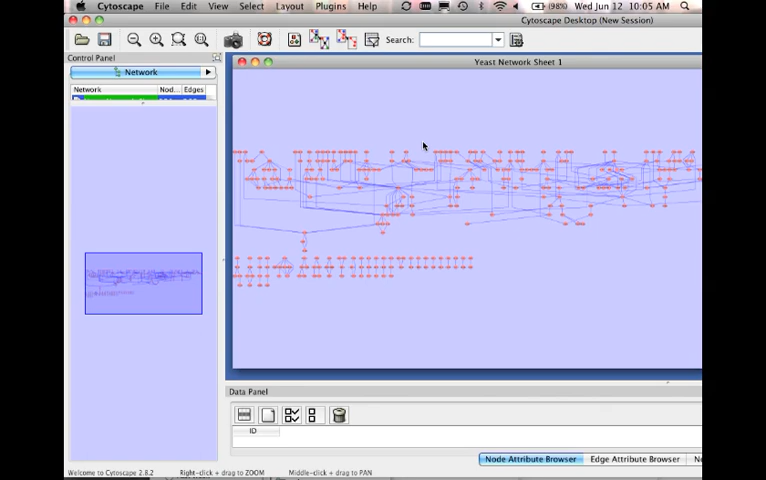 Cytoscape File Edit View Select Layout Plugins Help (98%) Wed Jun 12 10:05 AM
Cytoscape Desktop (New Session)
Search:
Control Panel
Network
Network Nod... Edges
Yeast Network Sheet 1
Data Panel
ID
Node Attribute Browser Edge Attribute Browser
Welcome to Cytoscape 2.8.2 Right-click + drag to ZOOM Middle-click + drag to PAN